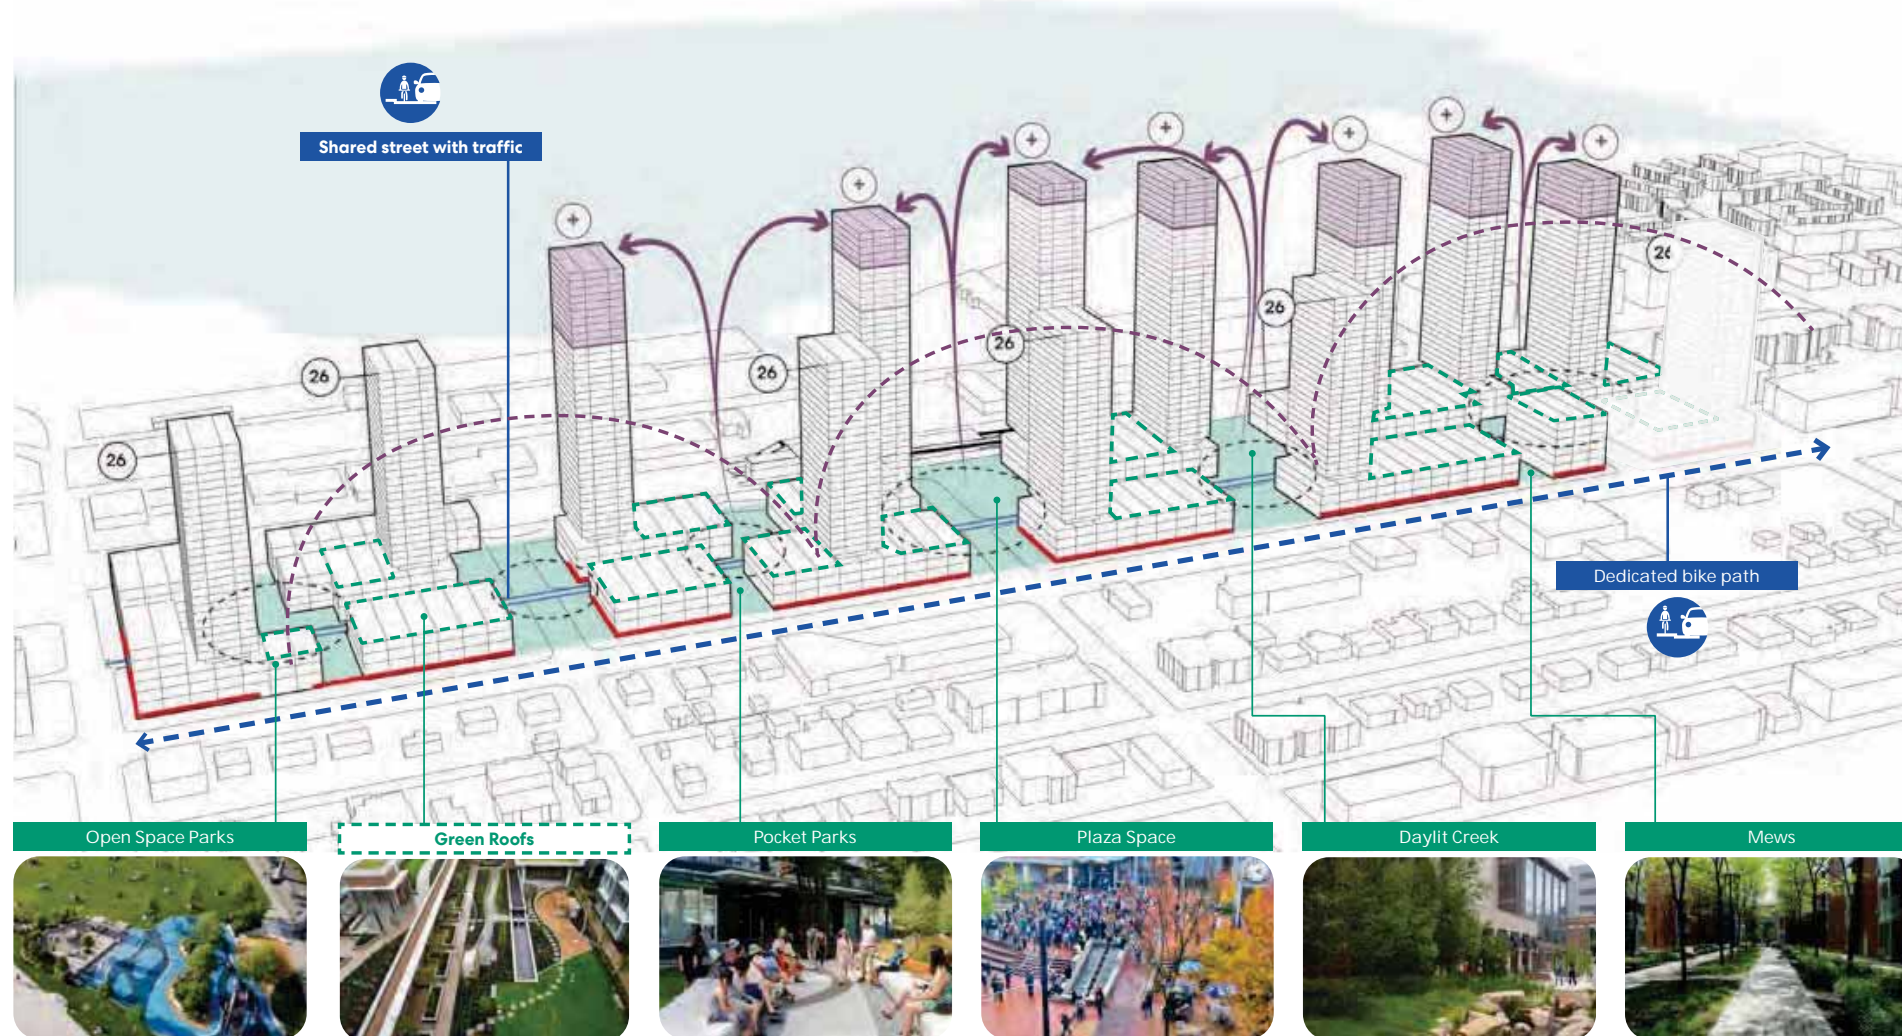 Shared street with traffic
+
+
+
+
+
+
+
26
26
26
26
26
26
Dedicated bike path
Open Space Parks
Green Roofs
Pocket Parks
Plaza Space
Daylit Creek
Mews